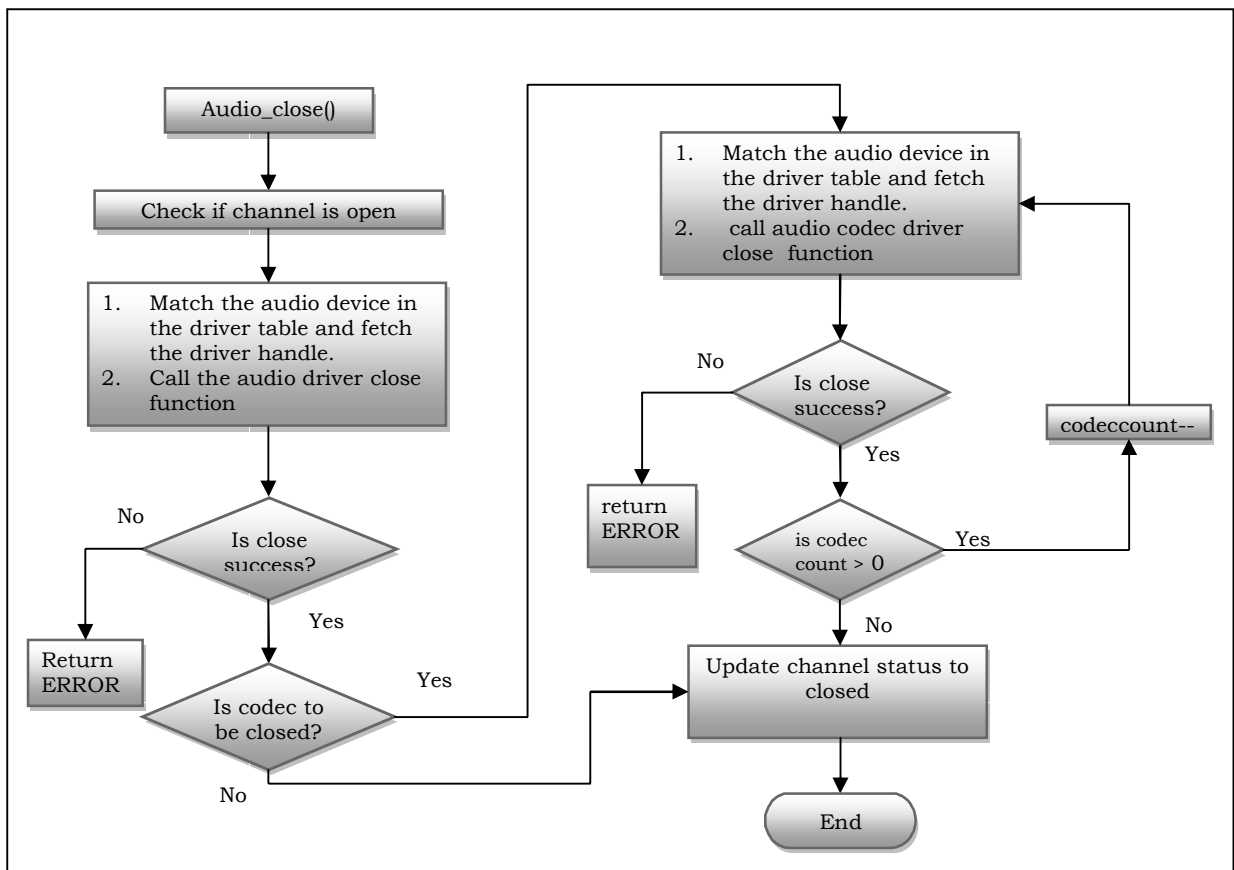 Audio_close()
Check if channel is open
1. Match the audio device in
the driver table and fetch
the driver handle.
2. Call the audio driver close
function
No
Is close
success?
Yes
Return
ERROR
Is codec to
be closed?
Yes
No
1. Match the audio device in
the driver table and fetch
the driver handle.
2. call audio codec driver
close function
No
Is close
success?
Yes
return
ERROR
is codec
count > 0
Yes
codeccount--
No
Update channel status to
closed
End